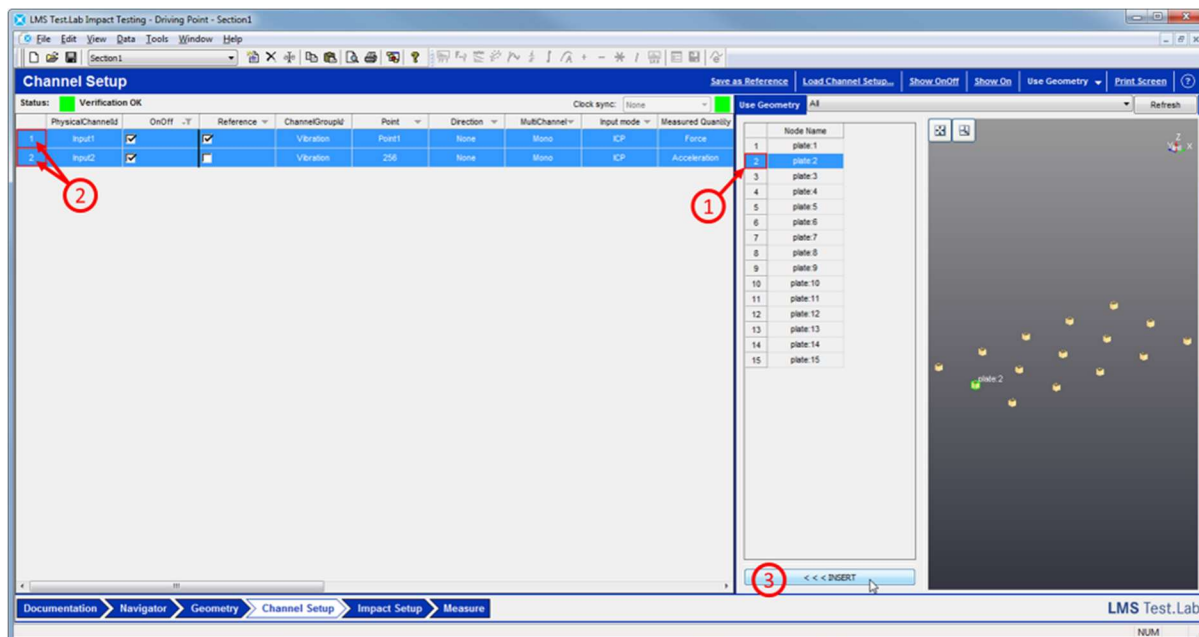 LMS Test.Lab Impact Testing - Driving Point - Section1
File Edit View Data Tools Window Help
Section1
Channel Setup
Save as Reference Load Channel Setup... Show OnOff Show On Use Geometry Print Screen ?
Status: Verification OK Clock sync: None Use Geometry All Refresh
PhysicalChannelId OnOff Reference ChannelGroupId Point Direction MultiChannel Input mode Measured Quantity
1 Input1 Vibration Point1 None Mono ICP Force
2 Input2 Vibration 256 None Mono ICP Acceleration
2
1
Node Name
1 plate:1
2 plate:2
3 plate:3
4 plate:4
5 plate:5
6 plate:6
7 plate:7
8 plate:8
9 plate:9
10 plate:10
11 plate:11
12 plate:12
13 plate:13
14 plate:14
15 plate:15
Z
X
plate:2
3
< < < INSERT
Documentation Navigator Geometry Channel Setup Impact Setup Measure
LMS Test.Lab
NUM